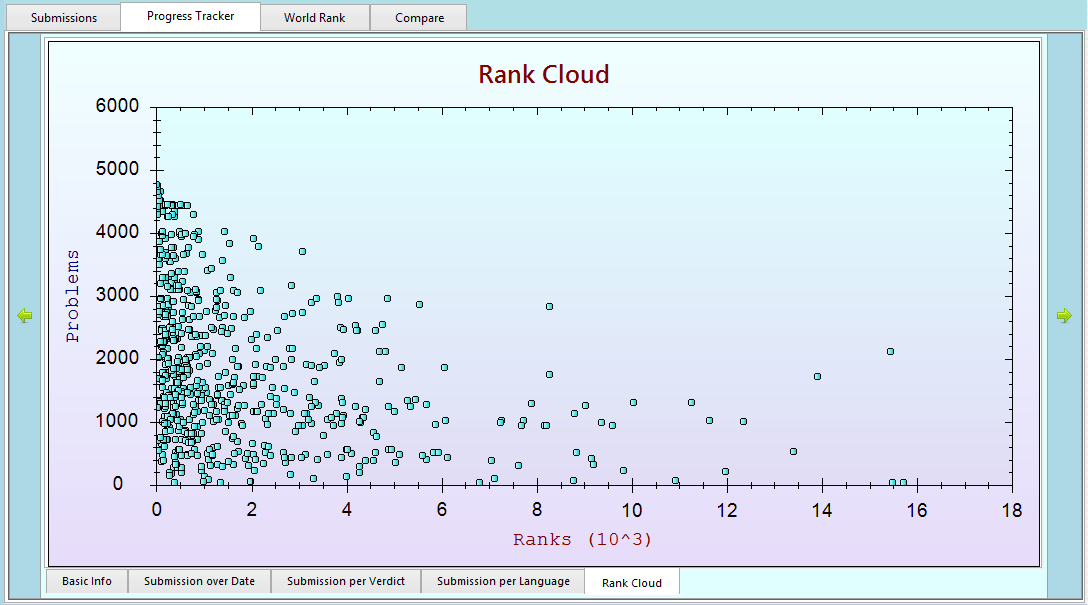 Submissions Progress Tracker World Rank Compare
Rank Cloud
6000
5000
4000
3000
2000
1000
0
Problems
0 2 4 6 8 10 12 14 16 18
Ranks (10^3)
Basic Info Submission over Date Submission per Verdict Submission per Language Rank Cloud